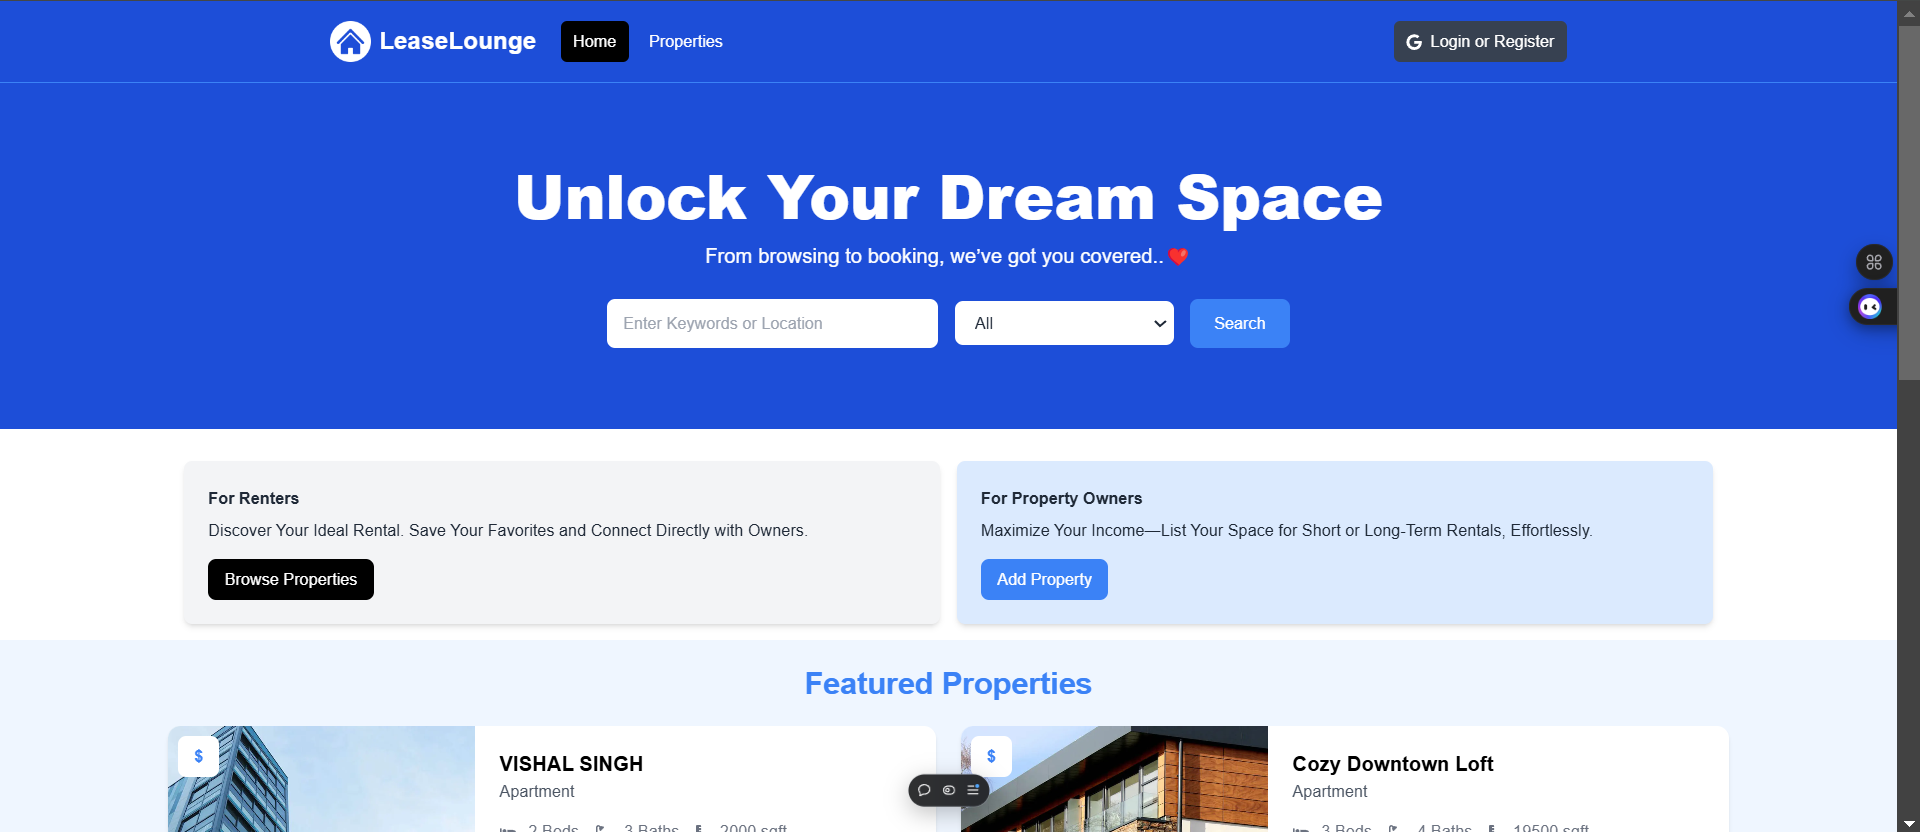 LeaseLounge
Home
Properties
G Login or Register
Unlock Your Dream Space
From browsing to booking, we’ve got you covered..❤️
Enter Keywords or Location
All
Search
For Renters
Discover Your Ideal Rental. Save Your Favorites and Connect Directly with Owners.
Browse Properties
For Property Owners
Maximize Your Income—List Your Space for Short or Long-Term Rentals, Effortlessly.
Add Property
Featured Properties
$
VISHAL SINGH
Apartment
2 Beds 3 Baths 2000 sqft
$
Cozy Downtown Loft
Apartment
3 Beds 4 Baths 19500 sqft